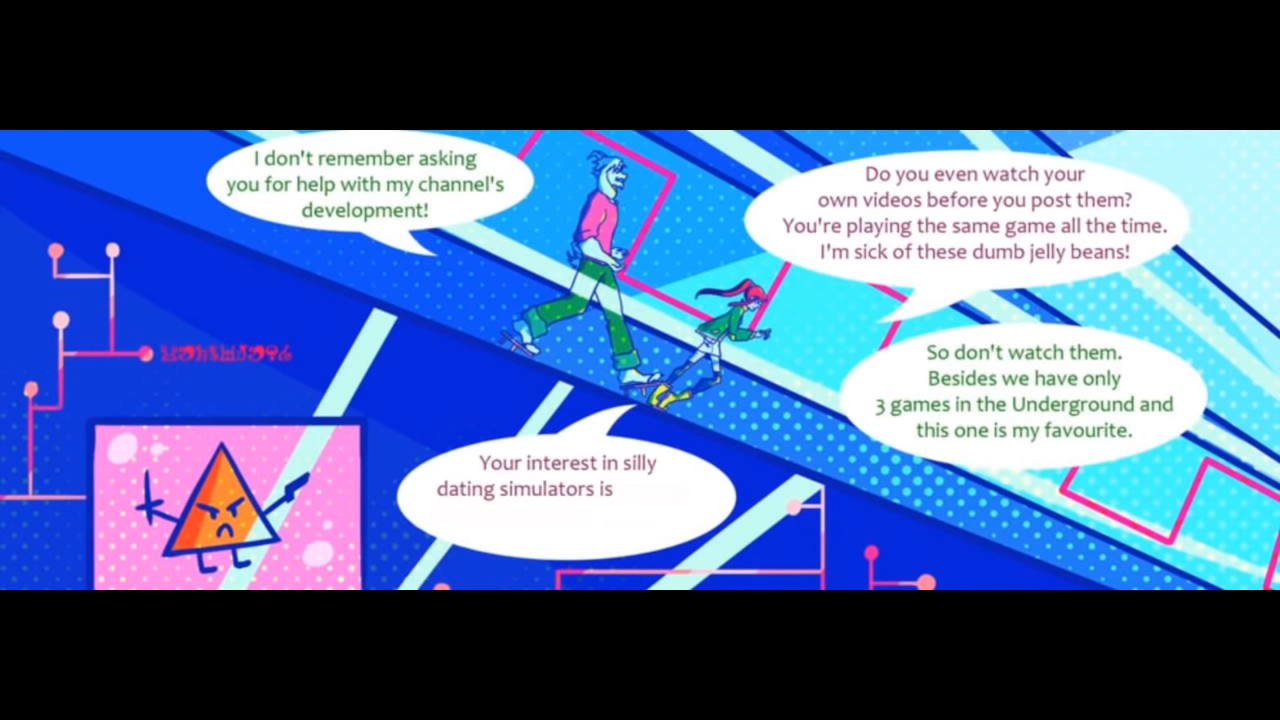 I don't remember asking
you for help with my channel's
development!
Do you even watch your
own videos before you post them?
You're playing the same game all the time.
I'm sick of these dumb jelly beans!
So don't watch them.
Besides we have only
3 games in the Underground and
this one is my favourite.
Your interest in silly
dating simulators is